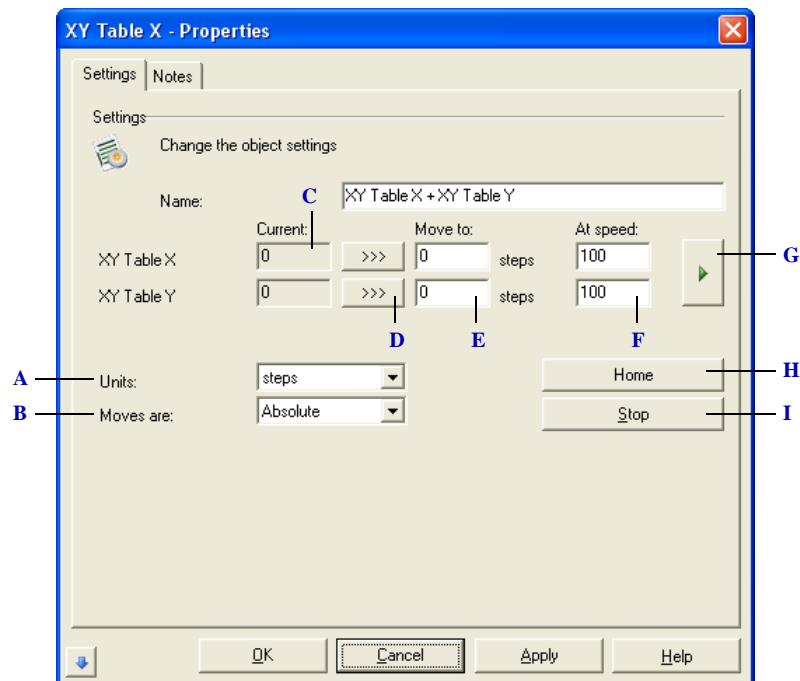 XY Table X - Properties
Settings Notes
Settings
Change the object settings
Name: C XY Table X + XY Table Y
Current: Move to: At speed:
XY Table X 0 >>> 0 steps 100 G
XY Table Y 0 >>> 0 steps 100
D E F
A Units: steps Home H
B Moves are: Absolute Stop I
OK Cancel Apply Help